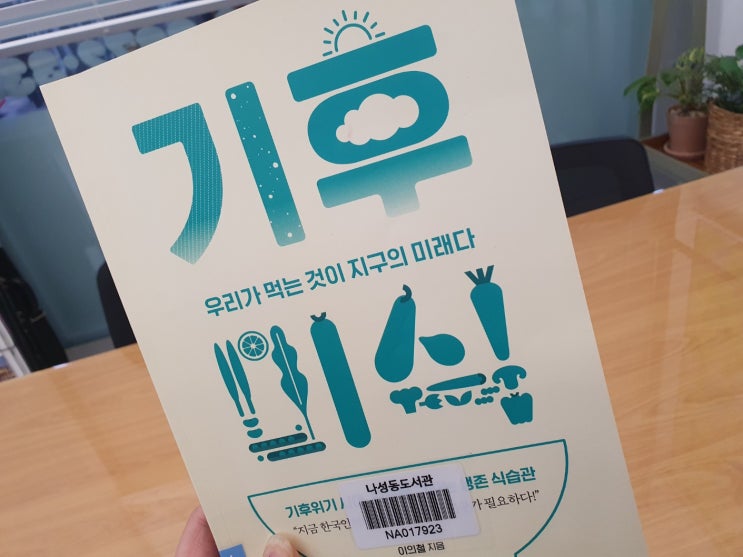 기후
우리가 먹는 것이 지구의 미래다
미식
기후위기 생존 식습관
"지금 한국인 가 필요하다!"
나성동도서관
NA017923
이의철 지음